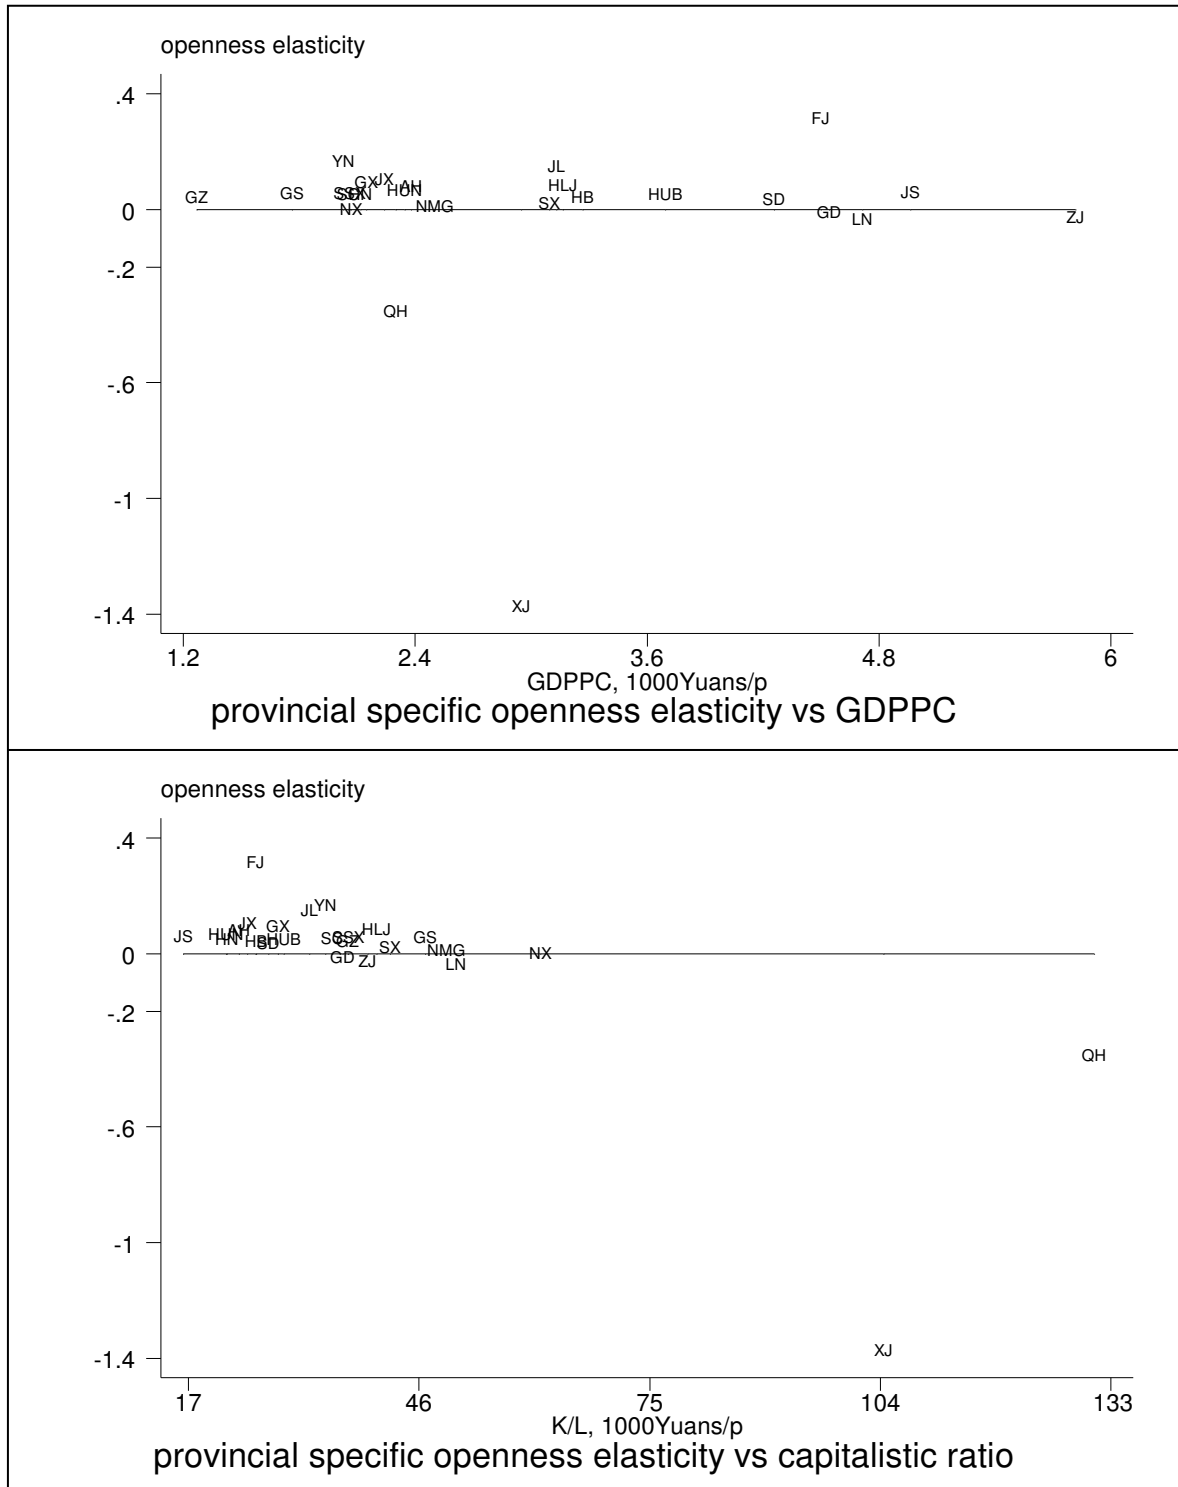 openness elasticity
.4
FJ
YN
JL
GX JX
AH
HLJ
GZ
GS
HUN
HB
HUB
SD
JS
SX
NX
NMG
0
GD
LN
ZJ
-.2
QH
-.6
-1
XJ
-1.4
1.2 2.4 3.6 4.8 6
GDPPC, 1000Yuans/p
provincial specific openness elasticity vs GDPPC
openness elasticity
.4
FJ
JL YN
JX
GX
AH
HLJ
JS
HN
HUB
SD
GZ
GS
SX
NMG
NX
0
GD
ZJ
LN
-.2
QH
-.6
-1
XJ
-1.4
17 46 75 104 133
K/L, 1000Yuans/p
provincial specific openness elasticity vs capitalistic ratio